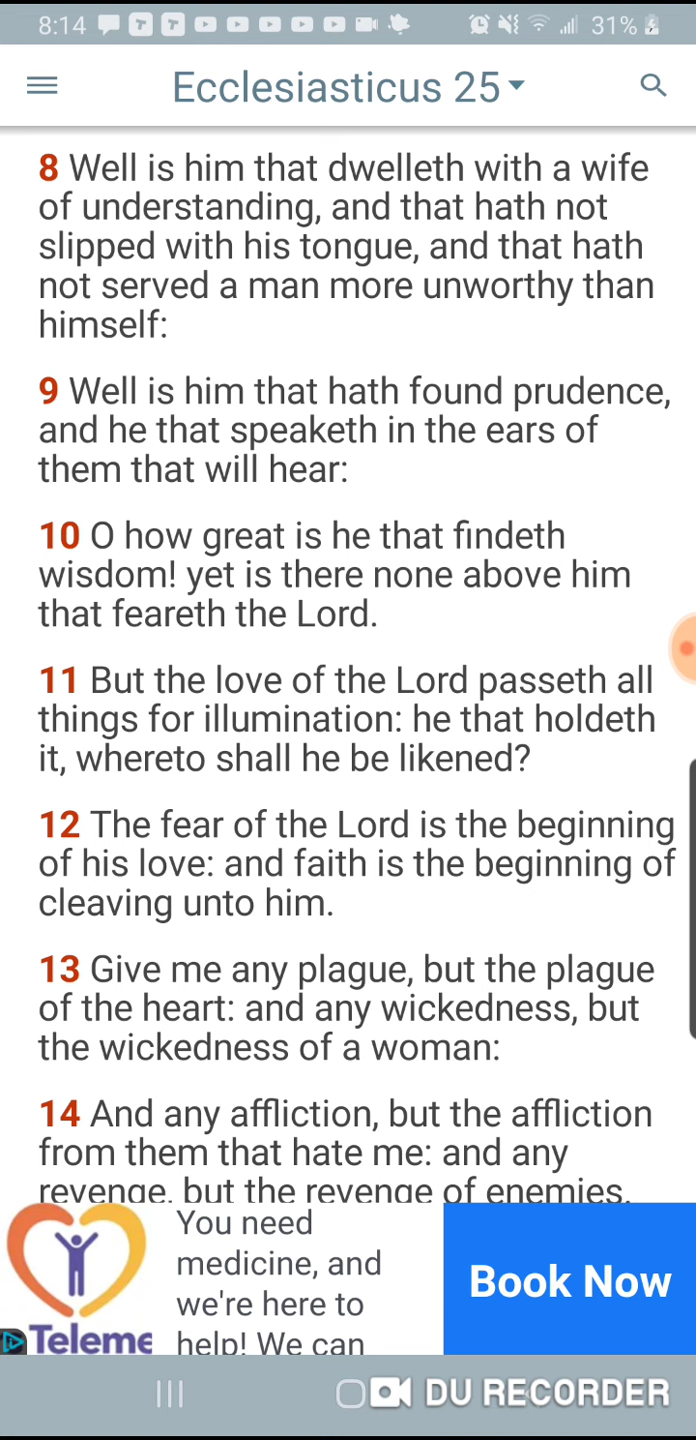 8:14
31%
Ecclesiasticus 25
8 Well is him that dwelleth with a wife
of understanding, and that hath not
slipped with his tongue, and that hath
not served a man more unworthy than
himself:
9 Well is him that hath found prudence,
and he that speaketh in the ears of
them that will hear:
10 O how great is he that findeth
wisdom! yet is there none above him
that feareth the Lord.
11 But the love of the Lord passeth all
things for illumination: he that holdeth
it, whereto shall he be likened?
12 The fear of the Lord is the beginning
of his love: and faith is the beginning of
cleaving unto him.
13 Give me any plague, but the plague
of the heart: and any wickedness, but
the wickedness of a woman:
14 And any affliction, but the affliction
from them that hate me: and any
revenge, but the revenge of enemies.
You need
medicine, and
we're here to
help! We can
Teleme
Book Now
DU RECORDER